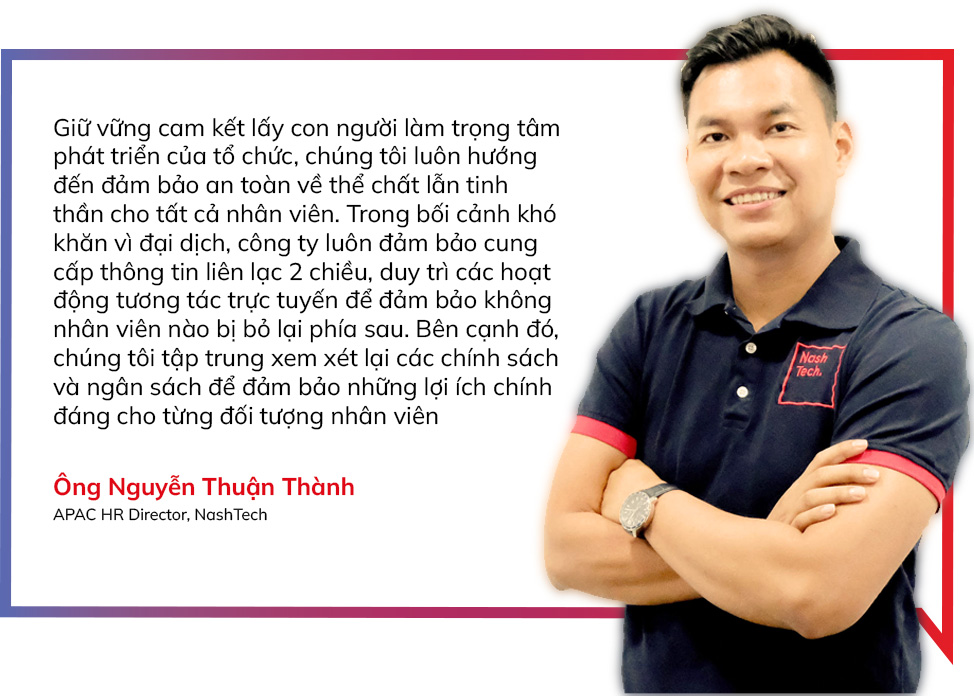 Giữ vững cam kết lấy con người làm trọng tâm
phát triển của tổ chức, chúng tôi luôn hướng
đến đảm bảo an toàn về thể chất lẫn tinh
thần cho tất cả nhân viên. Trong bối cảnh khó
khăn vì đại dịch, công ty luôn đảm bảo cung
cấp thông tin liên lạc 2 chiều, duy trì các hoạt
động tương tác trực tuyến để đảm bảo không
nhân viên nào bị bỏ lại phía sau. Bên cạnh đó,
chúng tôi tập trung xem xét lại các chính sách
và ngân sách để đảm bảo những lợi ích chính
đáng cho từng đối tượng nhân viên
Ông Nguyễn Thuận Thành
APAC HR Director, NashTech
Nash
Tech.